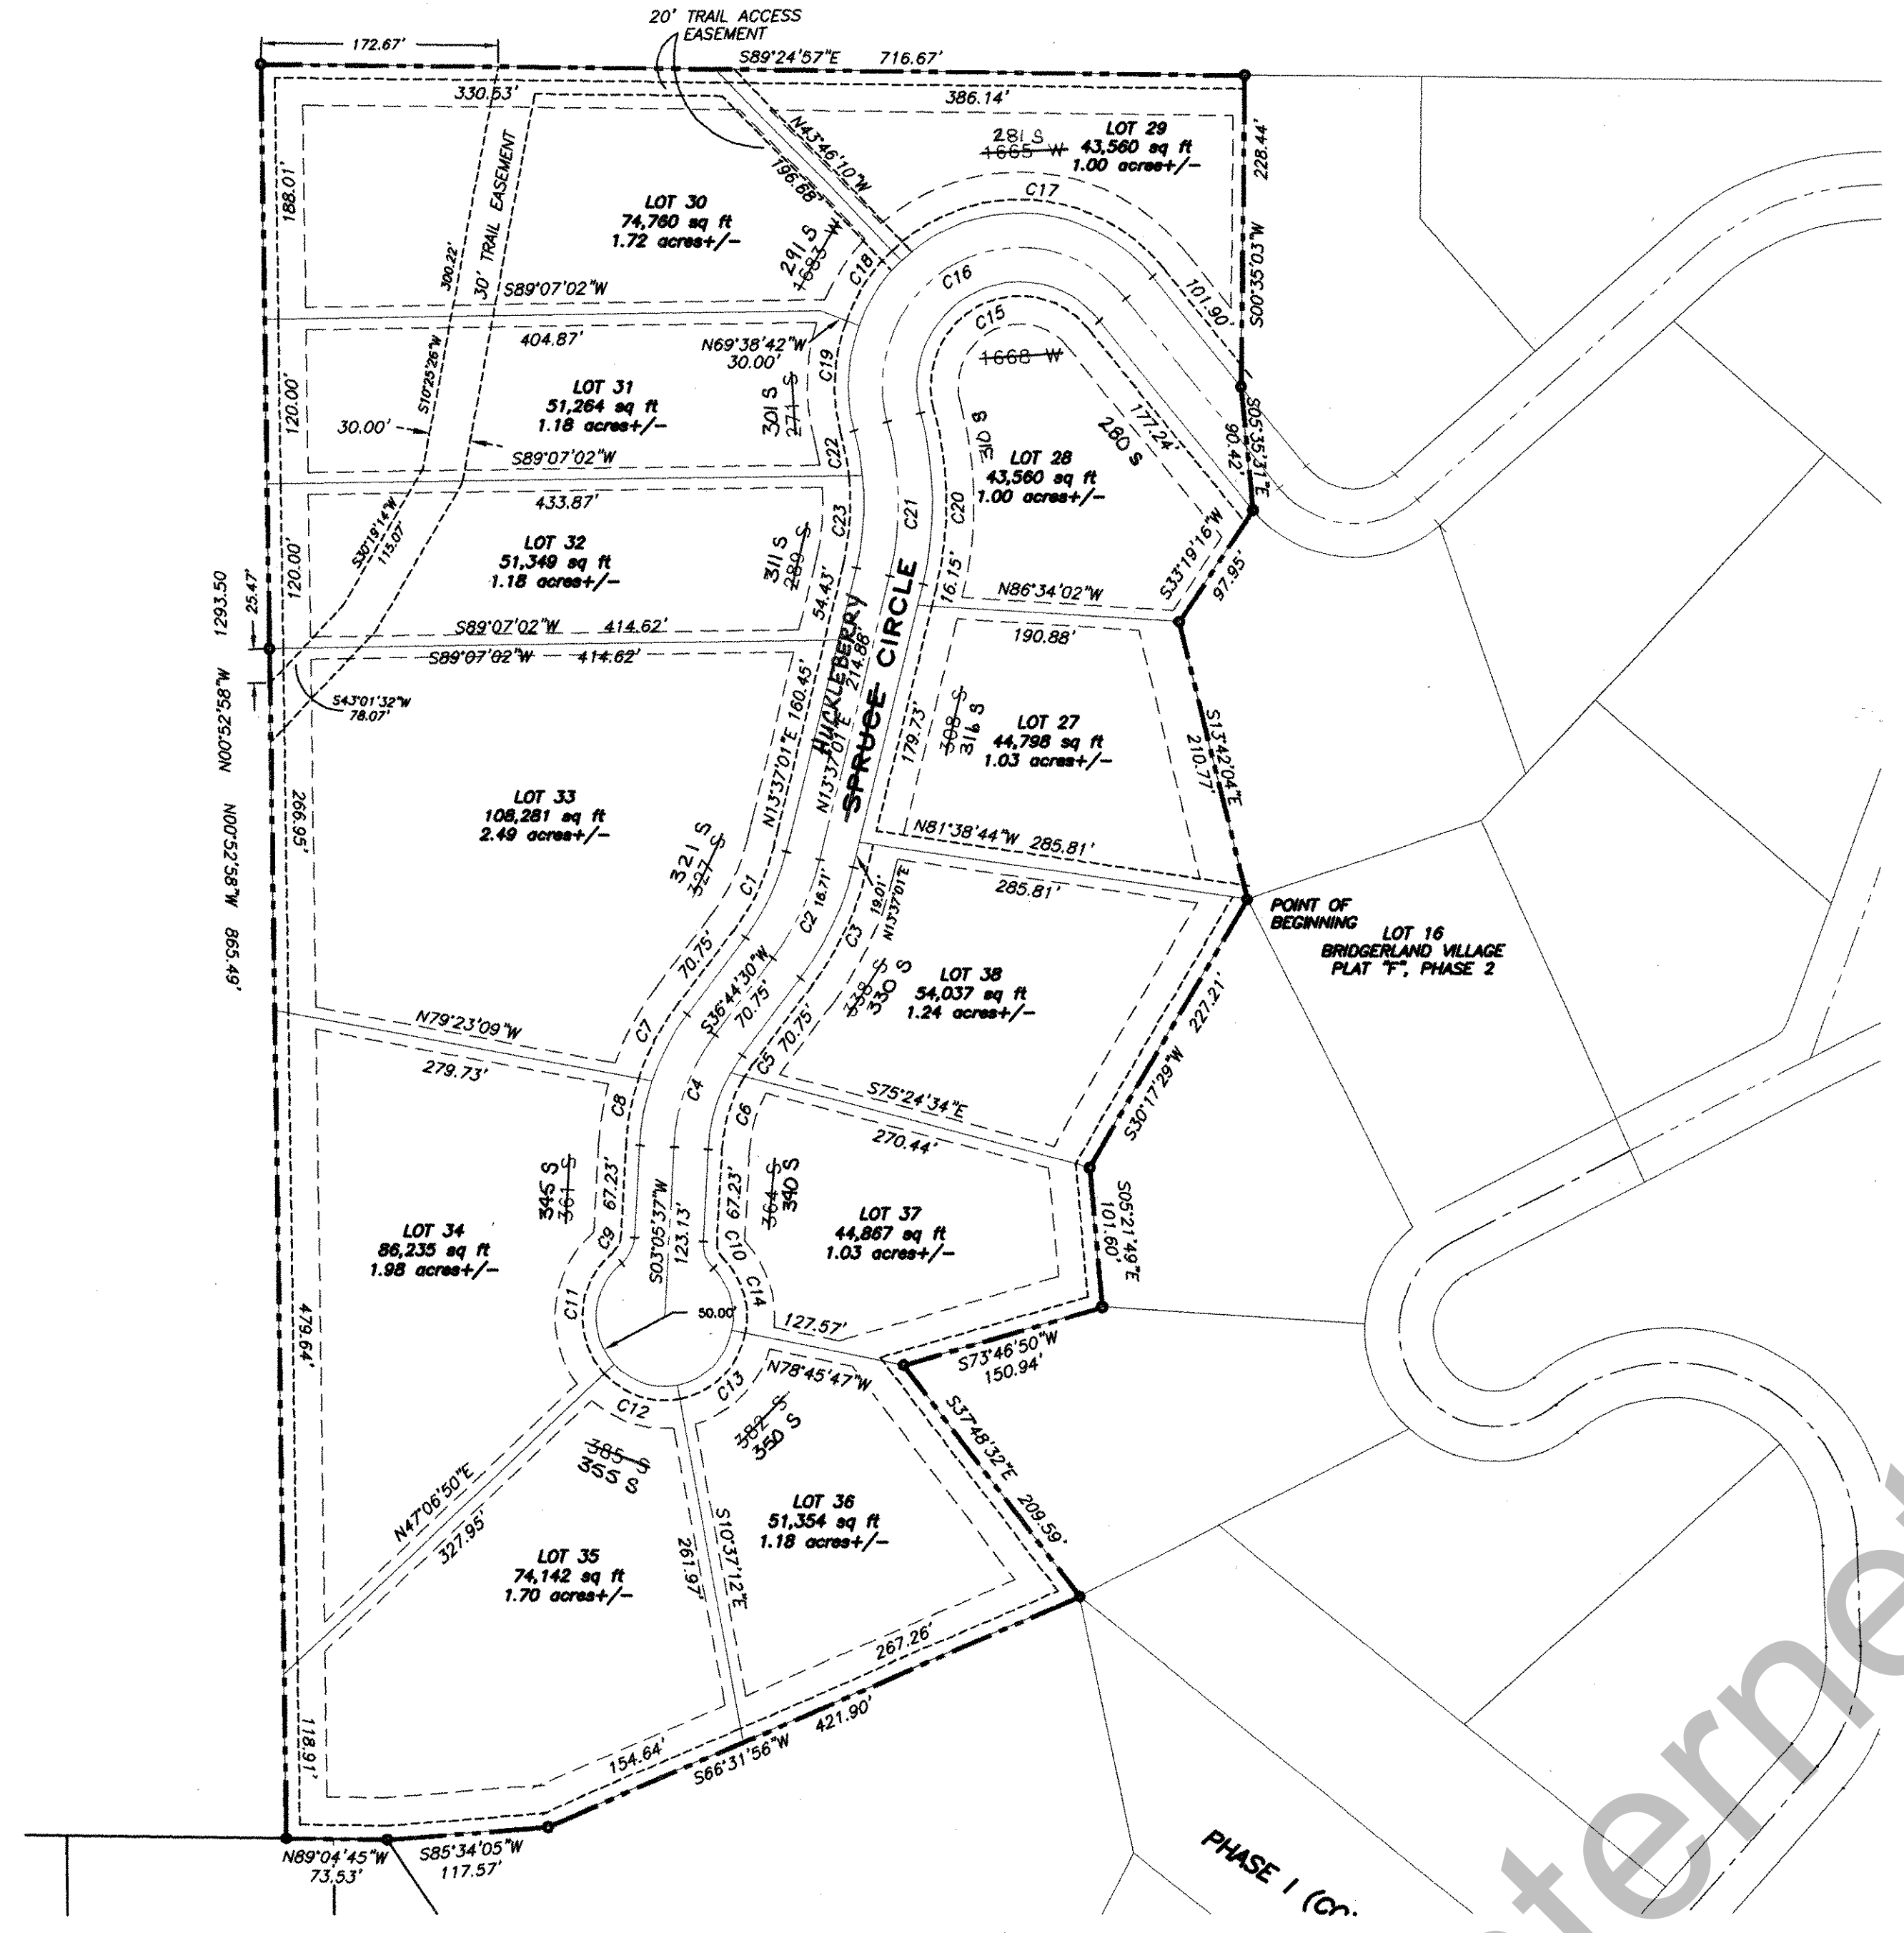 20' TRAIL ACCESS
EASEMENT
172.67'
S89°24'57"E 716.67'
330.53'
386.14'
N43°46'10"W
196.68'
281 S
1665 W
LOT 29
43,560 sq ft
1.00 acres+/-
228.44'
S00°35'03"W
C17
188.01'
30' TRAIL EASEMENT
300.22'
S10°25'26"W
LOT 30
74,760 sq ft
1.72 acres+/-
291 S
1683 W
C18
C16
C15
101.90'
1668 W
S89°07'02"W
404.87'
N69°38'42"W
30.00'
C19
120.00'
LOT 31
51,264 sq ft
1.18 acres+/-
301 S
271 S
30.00'
C22
S89°07'02"W
433.87'
177.24'
280 S
310 S
S05°35'31"E
90.42'
LOT 28
43,560 sq ft
1.00 acres+/-
C20
C21
C23
S30°19'14"W
115.07'
LOT 32
51,349 sq ft
1.18 acres+/-
311 S
289 S
120.00'
54.43'
16.15'
S33°19'16"W
97.95'
N86°34'02"W
190.88'
1293.50
25.47'
N00°52'58"W
S89°07'02"W 414.62'
S89°07'02"W 414.62'
S43°01'32"W
78.07'
HUCKLEBERRY
SPRUCE CIRCLE
214.88'
N13°37'01"E
N13°37'01"E 160.45'
179.73'
308 S
316 S
LOT 27
44,798 sq ft
1.03 acres+/-
S13°42'04"E
210.77'
266.95'
LOT 33
108,281 sq ft
2.49 acres+/-
321 S
327 S
N81°38'44"W 285.81'
285.81'
N00°52'58"W 865.49'
C1
C2
16.71'
19.01'
N13°37'01"E
C3
POINT OF
BEGINNING
LOT 16
BRIDGERLAND VILLAGE
PLAT "F", PHASE 2
70.75'
S36°44'30"W
70.75'
70.75'
338 S
330 S
LOT 38
54,037 sq ft
1.24 acres+/-
227.21'
S30°17'29"W
N79°23'09"W
279.73'
C7
C8
C4
C5
C6
S75°24'34"E
270.44'
345 S
361 S
67.23'
S03°05'37"W
123.13'
67.23'
364 S
340 S
S05°21'49"E
101.60'
LOT 37
44,867 sq ft
1.03 acres+/-
LOT 34
86,235 sq ft
1.98 acres+/-
C9
C10
C11
C14
50.00'
127.57'
479.64'
N78°45'47"W
S73°46'50"W
150.94'
C12
C13
385 S
355 S
382 S
350 S
S37°48'32"E
209.59'
N47°06'50"E
327.95'
LOT 36
51,354 sq ft
1.18 acres+/-
S10°37'12"E
261.97'
LOT 35
74,142 sq ft
1.70 acres+/-
267.26'
421.90'
S66°31'56"W
154.64'
118.91'
N89°04'45"W
73.53'
S85°34'05"W
117.57'
PHASE 1 (Co.
ternet